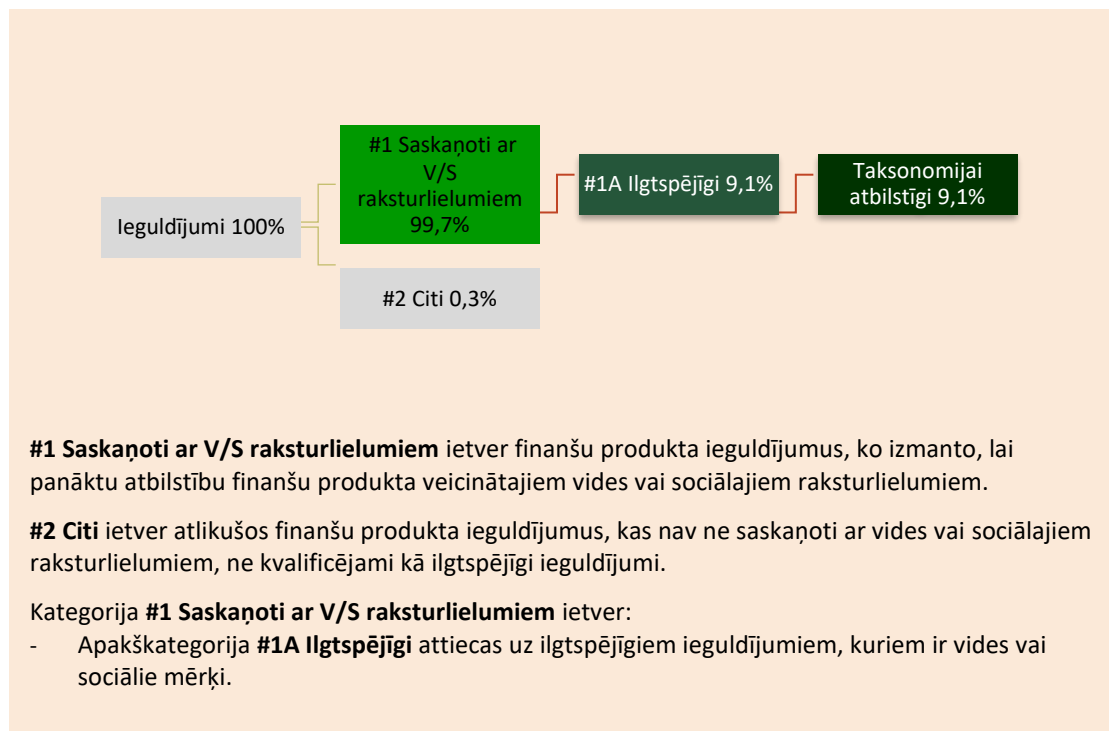 Ieguldījumi 100%
#1 Saskaņoti ar
V/S
raksturlielumiem
99,7%
#2 Citi 0,3%
#1A Ilgtspējīgi 9,1%
Taksonomijai
atbilstīgi 9,1%
#1 Saskaņoti ar V/S raksturlielumiem ietver finanšu produkta ieguldījumus, ko izmanto, lai
panāktu atbilstību finanšu produkta veicinātajiem vides vai sociālajiem raksturlielumiem.
#2 Citi ietver atlikušos finanšu produkta ieguldījumus, kas nav ne saskaņoti ar vides vai sociālajiem
raksturlielumiem, ne kvalificējami kā ilgtspējīgi ieguldījumi.
Kategorija #1 Saskaņoti ar V/S raksturlielumiem ietver:
- Apakškategorija #1A Ilgtspējīgi attiecas uz ilgtspējīgiem ieguldījumiem, kuriem ir vides vai
sociālie mērķi.